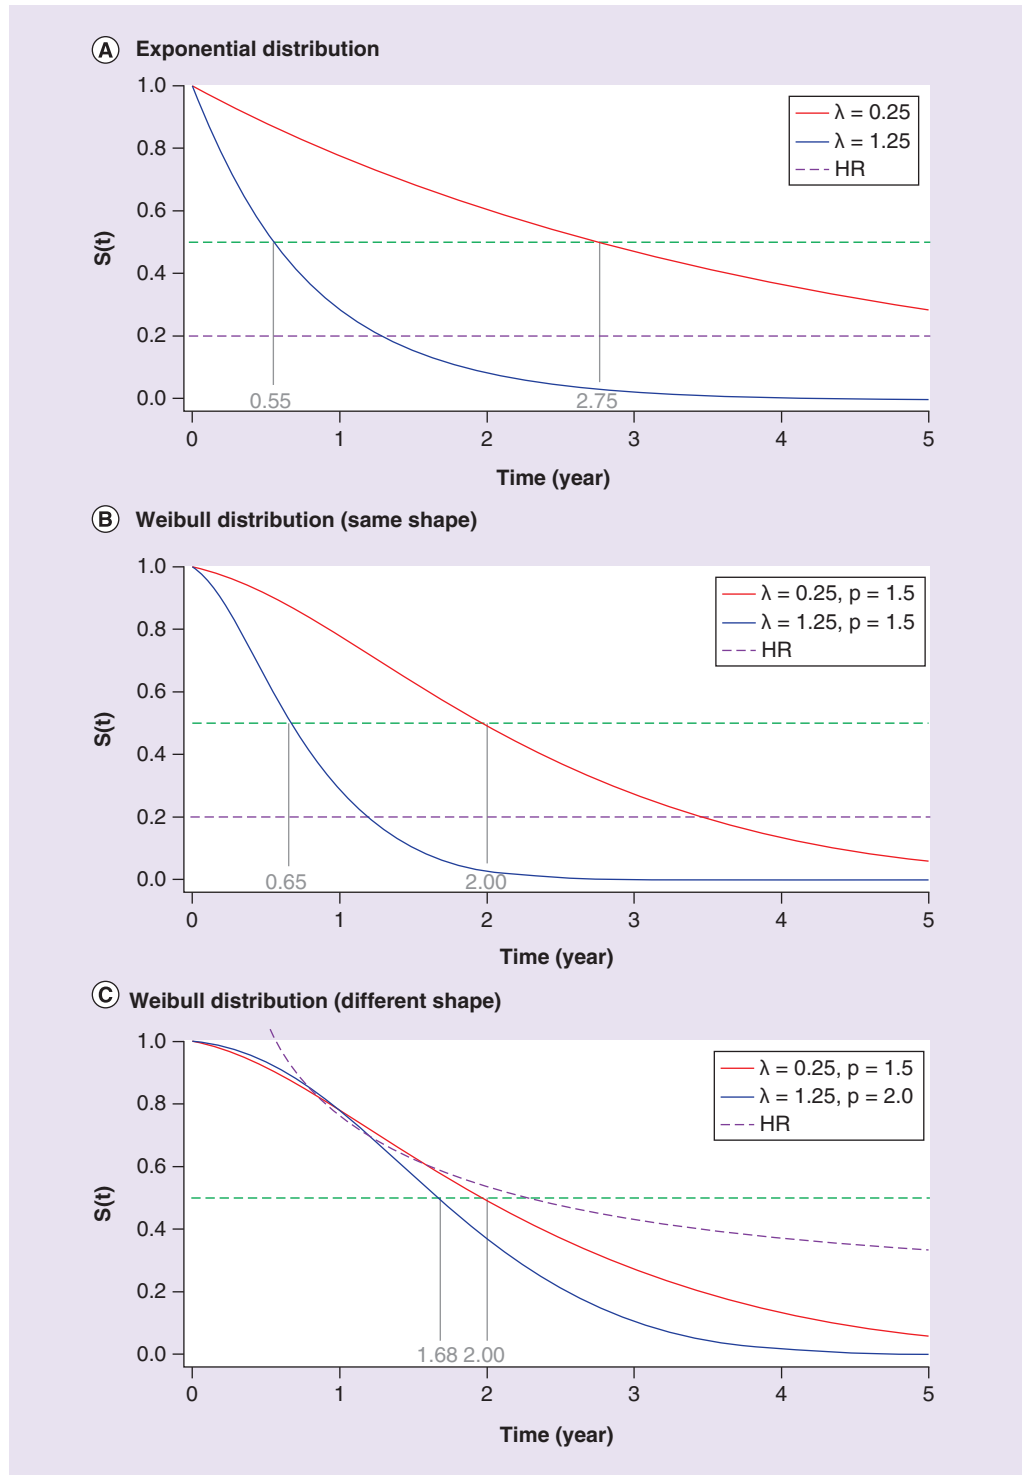 A Exponential distribution
S(t)
1.0
0.8
0.6
0.4
0.2
0.0
λ = 0.25
λ = 1.25
HR
0.55
2.75
0 1 2 3 4 5
Time (year)
B Weibull distribution (same shape)
S(t)
1.0
0.8
0.6
0.4
0.2
0.0
λ = 0.25, p = 1.5
λ = 1.25, p = 1.5
HR
0.65
2.00
0 1 2 3 4 5
Time (year)
C Weibull distribution (different shape)
S(t)
1.0
0.8
0.6
0.4
0.2
0.0
λ = 0.25, p = 1.5
λ = 1.25, p = 2.0
HR
1.68 2.00
0 1 2 3 4 5
Time (year)